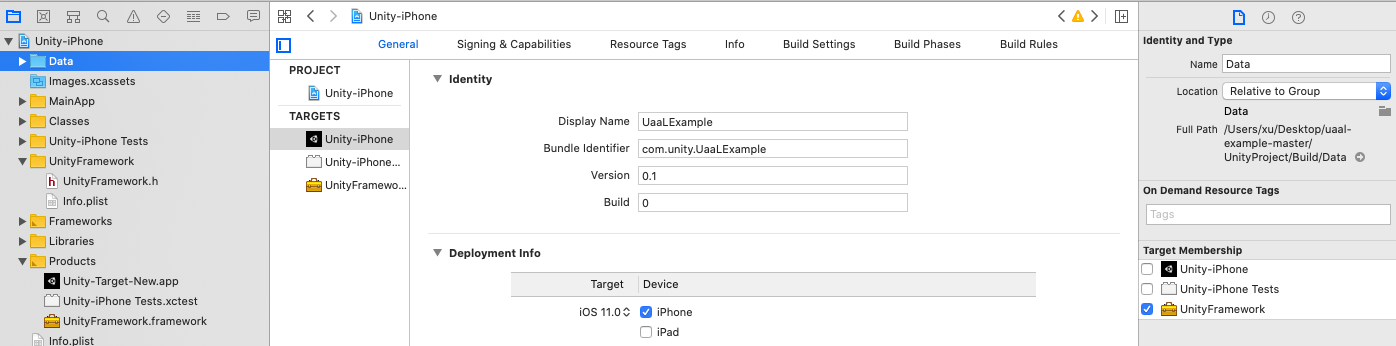 Unity-iPhone
Data
Images.xcassets
MainApp
Classes
Unity-iPhone Tests
UnityFramework
h UnityFramework.h
Info.plist
Frameworks
Libraries
Products
Unity-Target-New.app
Unity-iPhone Tests.xctest
UnityFramework.framework
Info.plist
Unity-iPhone
General Signing & Capabilities Resource Tags Info Build Settings Build Phases Build Rules
PROJECT
Unity-iPhone
TARGETS
Unity-iPhone
Unity-iPhone...
UnityFramewo...
Identity
Display Name UaaLExample
Bundle Identifier com.unity.UaaLExample
Version 0.1
Build 0
Deployment Info
Target Device
iOS 11.0 iPhone
iPad
Identity and Type
Name Data
Location Relative to Group
Data
Full Path /Users/xu/Desktop/uaal-
example-master/
UnityProject/Build/Data
On Demand Resource Tags
Tags
Target Membership
Unity-iPhone
Unity-iPhone Tests
UnityFramework